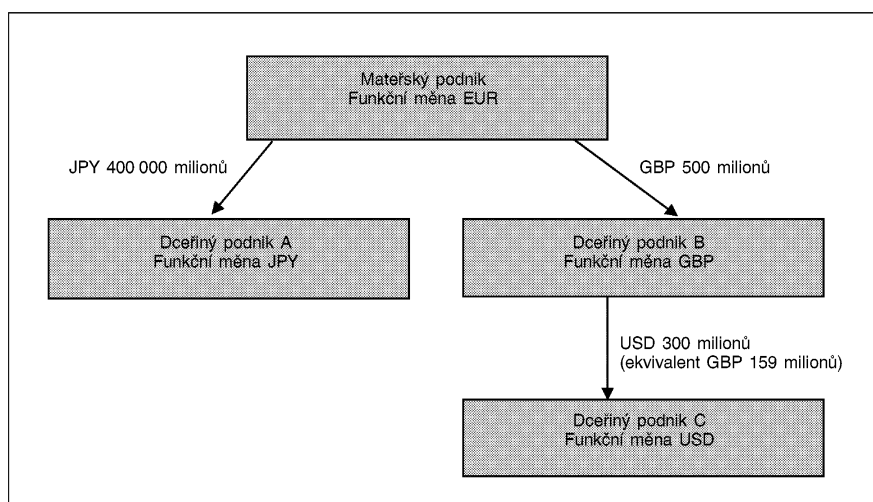 Mateřský podnik
Funkční měna EUR
JPY 400 000 milionů
GBP 500 milionů
Dceřiný podnik A
Funkční měna JPY
Dceřiný podnik B
Funkční měna GBP
USD 300 milionů
(ekvivalent GBP 159 milionů)
Dceřiný podnik C
Funkční měna USD